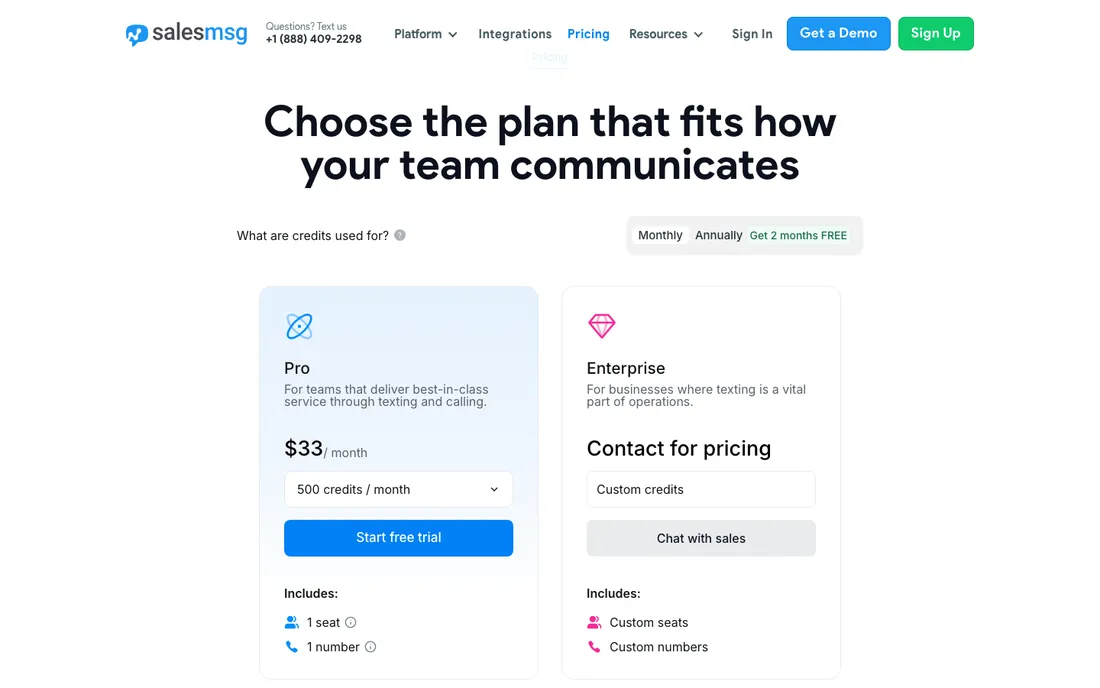 salesmsg
Questions? Text us
+1 (888) 409-2298
Platform
Integrations
Pricing
Resources
Sign In
Get a Demo
Sign Up
Pricing
Choose the plan that fits how
your team communicates
What are credits used for? ?
Monthly
Annually
Get 2 months FREE
Pro
For teams that deliver best-in-class
service through texting and calling.
$33/ month
500 credits / month
Start free trial
Includes:
1 seat
1 number
Enterprise
For businesses where texting is a vital
part of operations.
Contact for pricing
Custom credits
Chat with sales
Includes:
Custom seats
Custom numbers